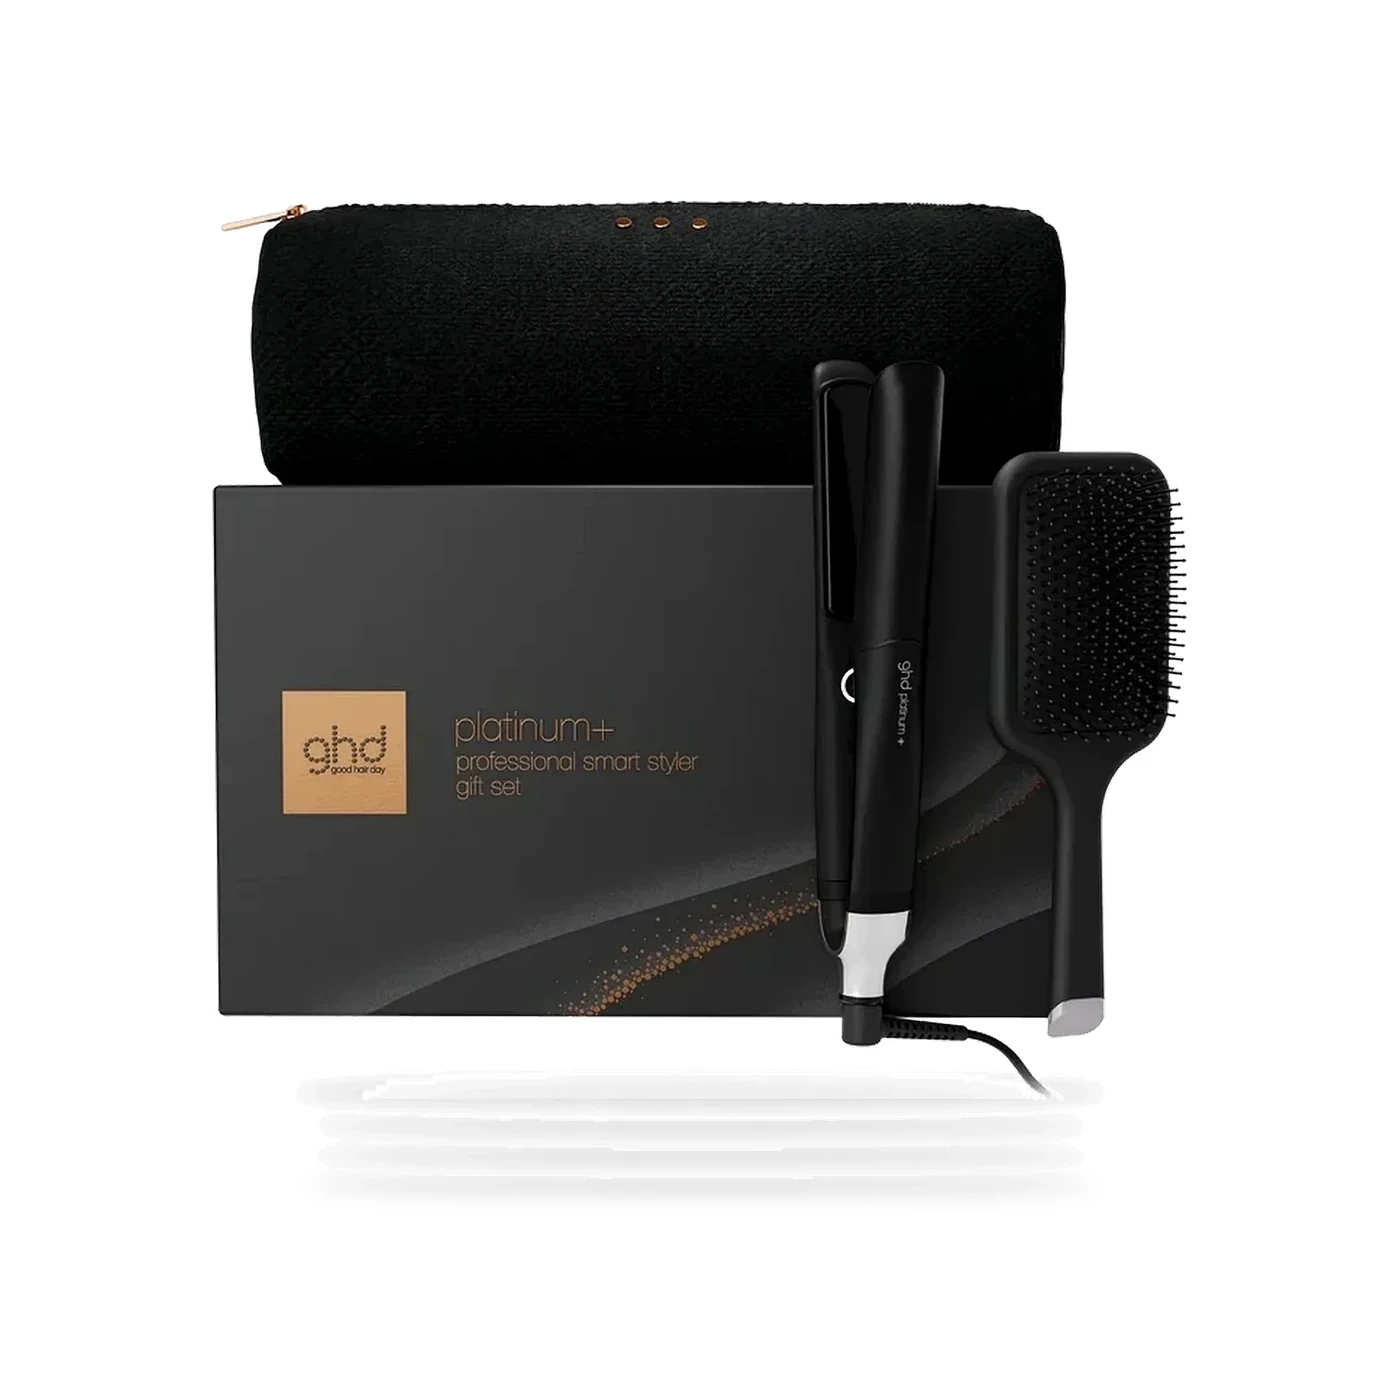 ghd
good hair day
platinum+
professional smart styler
gift set
ghd platinum+